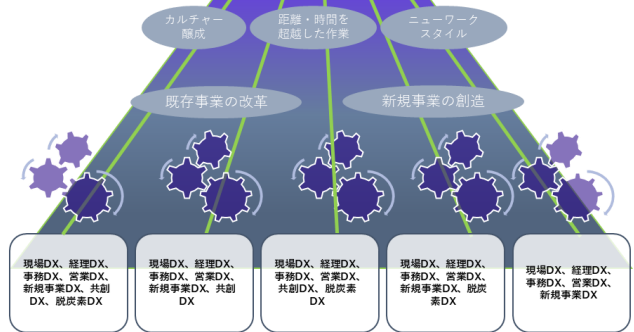 カルチャー
醸成
距離・時間を
超越した作業
ニューワーク
スタイル
既存事業の改革
新規事業の創造
現場DX、経理DX、
事務DX、営業DX、
新規事業DX、共創
DX、脱炭素DX
現場DX、経理DX、
事務DX、営業DX、
新規事業DX、共創
DX
現場DX、経理DX、
事務DX、営業DX、
共創DX、脱炭素
DX
現場DX、経理DX、
事務DX、営業DX、
新規事業DX、脱炭
素DX
現場DX、経理DX、
事務DX、営業DX、
新規事業DX